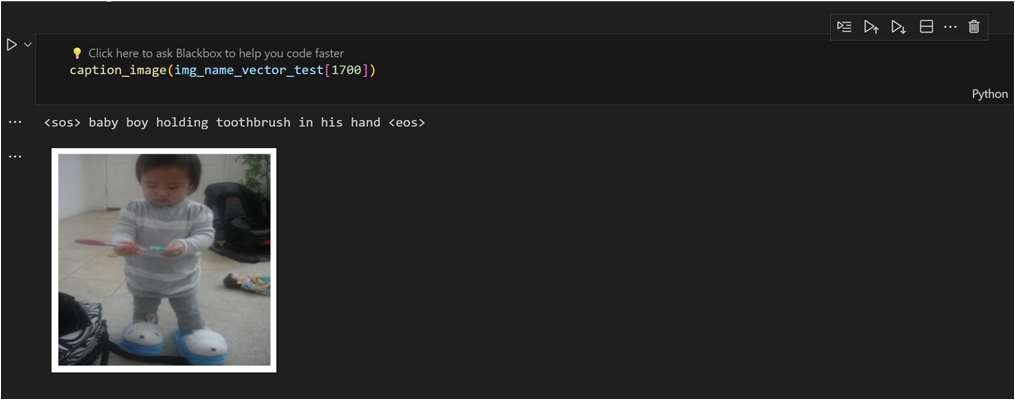 Click here to ask Blackbox to help you code faster
caption_image(img_name_vector_test[1700])
Python
<sos> baby boy holding toothbrush in his hand <eos>